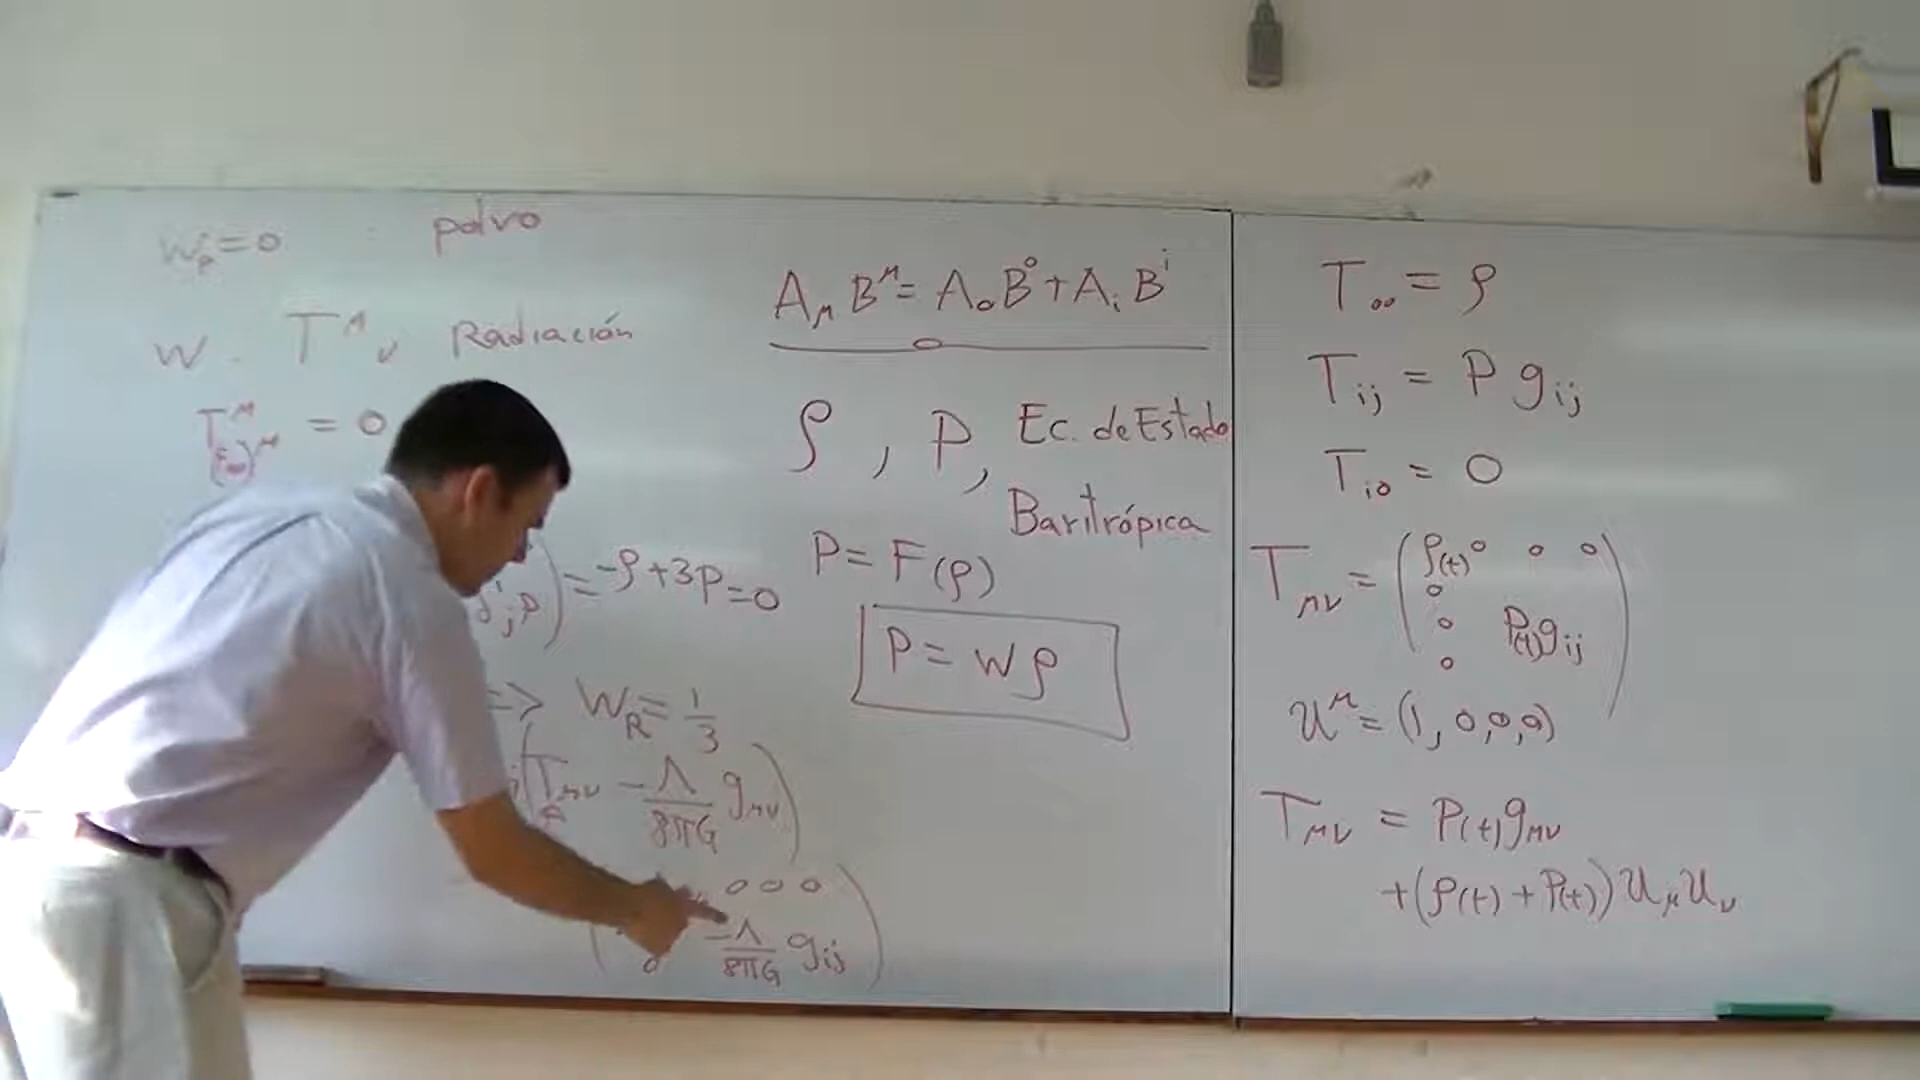 W_P=0 : polvo
W . T^μ_ν Radiación
T^μ_(em)μ = 0
g^i_j P) = -ρ+3p=0
=> W_R = 1/3
(T_μν - Λ/8πG g_μν)
0 0 0
0 -Λ/8πG g_ij)
A_μ B^μ = A_0 B^0 + A_i B^i
ρ, P, Ec. de Estado
Baritrópica
P = F(ρ)
P = wρ
T_00 = ρ
T_ij = P g_ij
T_i0 = 0
T_μν = (ρ(t) 0 0 0
0
0 P(t) g_ij
0)
U^μ = (1, 0, 0, 0)
T_μν = P(t) g_μν
+ (ρ(t) + P(t)) U_μ U_ν